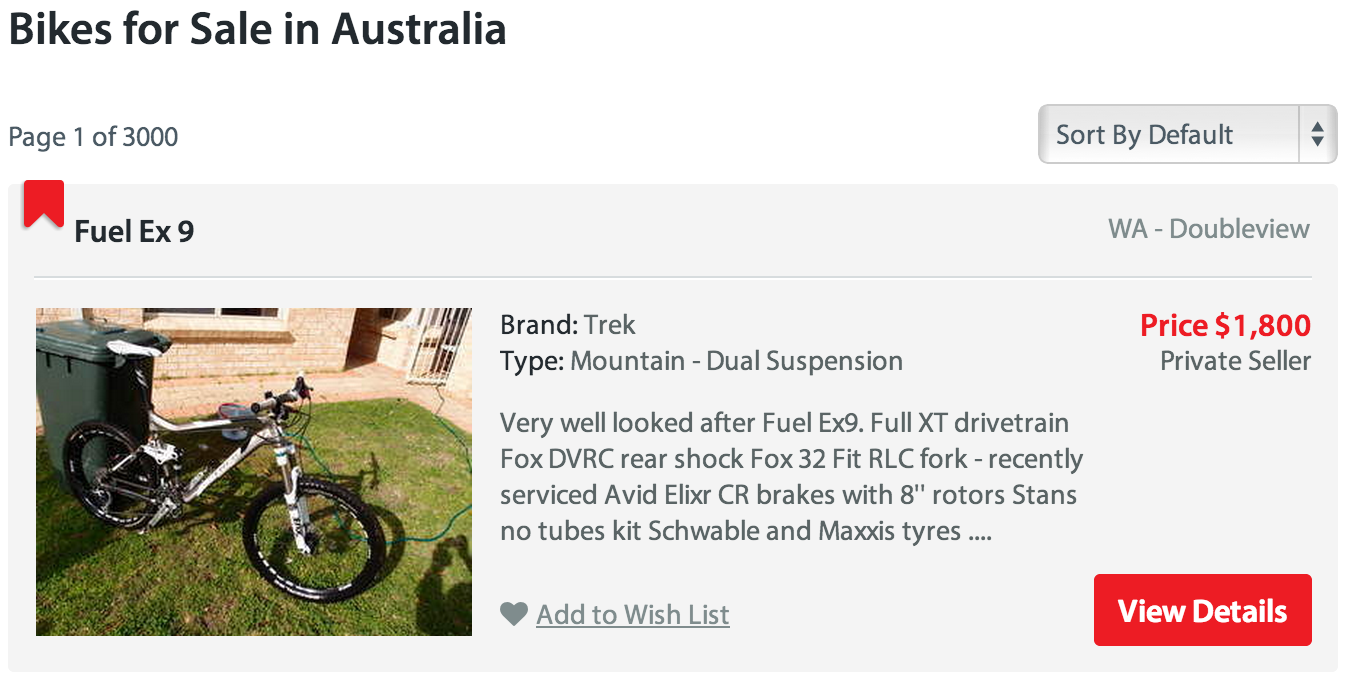 Bikes for Sale in Australia
Page 1 of 3000
Sort By Default
Fuel Ex 9
WA - Doubleview
Brand: Trek
Price $1,800
Type: Mountain - Dual Suspension
Private Seller
Very well looked after Fuel Ex9. Full XT drivetrain
Fox DVRC rear shock Fox 32 Fit RLC fork - recently
serviced Avid Elixr CR brakes with 8'' rotors Stans
no tubes kit Schwable and Maxxis tyres ....
Add to Wish List
View Details